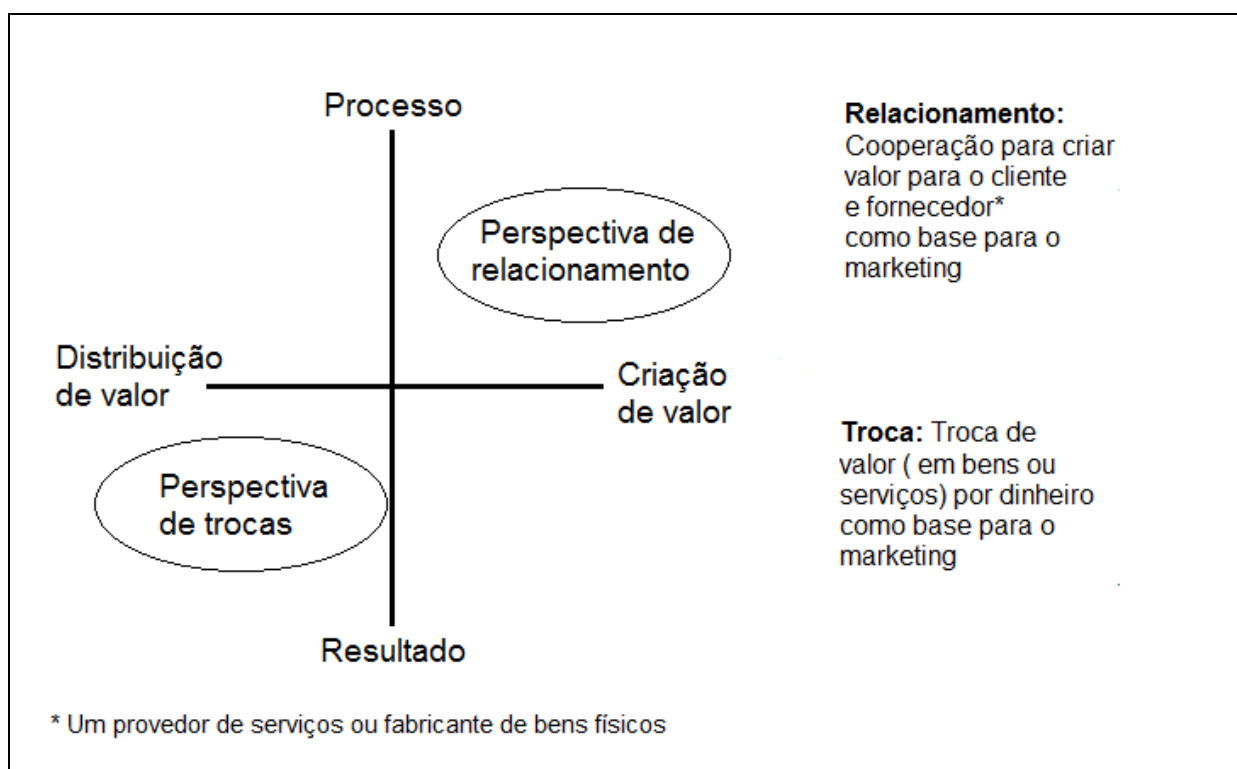 Processo
Relacionamento:
Cooperação para criar
valor para o cliente
e fornecedor*
como base para o
marketing
Perspectiva de
relacionamento
Distribuição
de valor
Criação
de valor
Troca: Troca de
valor ( em bens ou
serviços) por dinheiro
como base para o
marketing
Perspectiva
de trocas
Resultado
* Um provedor de serviços ou fabricante de bens físicos